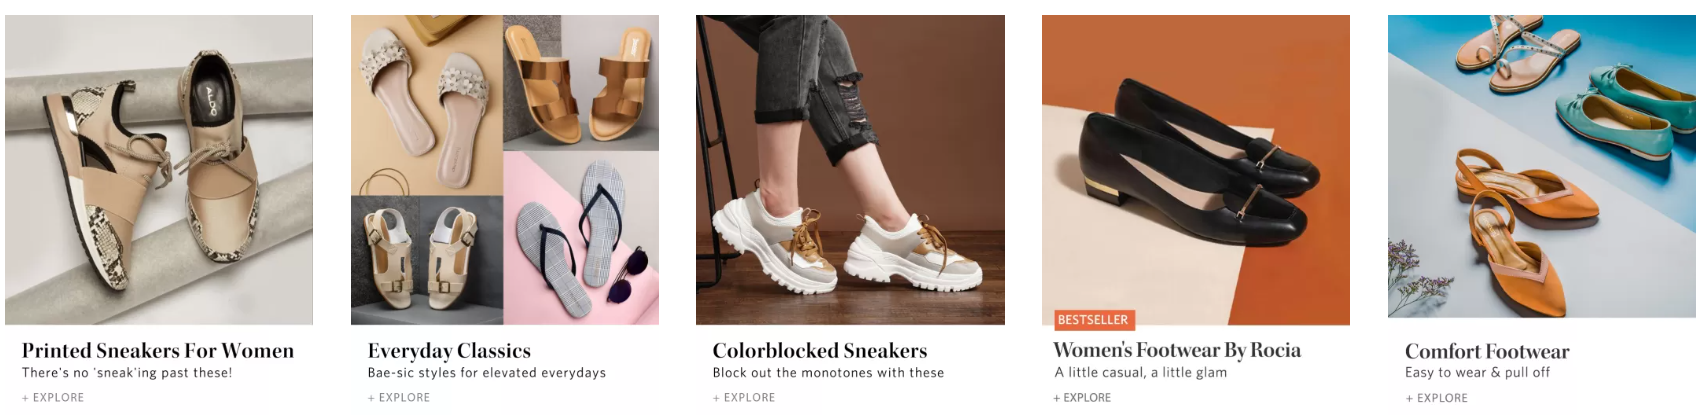 ALDO
BESTSELLER
Printed Sneakers For Women
There's no 'sneak'ing past these!
+ EXPLORE
Everyday Classics
Bae-sic styles for elevated everydays
+ EXPLORE
Colorblocked Sneakers
Block out the monotones with these
+ EXPLORE
Women's Footwear By Rocia
A little casual, a little glam
+ EXPLORE
Comfort Footwear
Easy to wear & pull off
+ EXPLORE